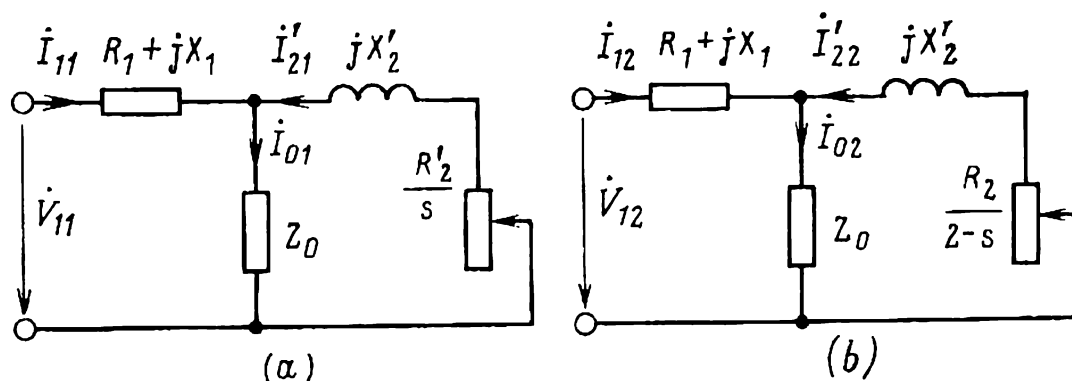 İ₁₁ R₁+jX₁ İ'₂₁ jX'₂
İ₀₁
V̇₁₁
Z₀
R'₂
s
(a)
İ₁₂ R₁+jX₁ İ'₂₂ jX'₂
İ₀₂
V̇₁₂
Z₀
R₂
2-s
(b)